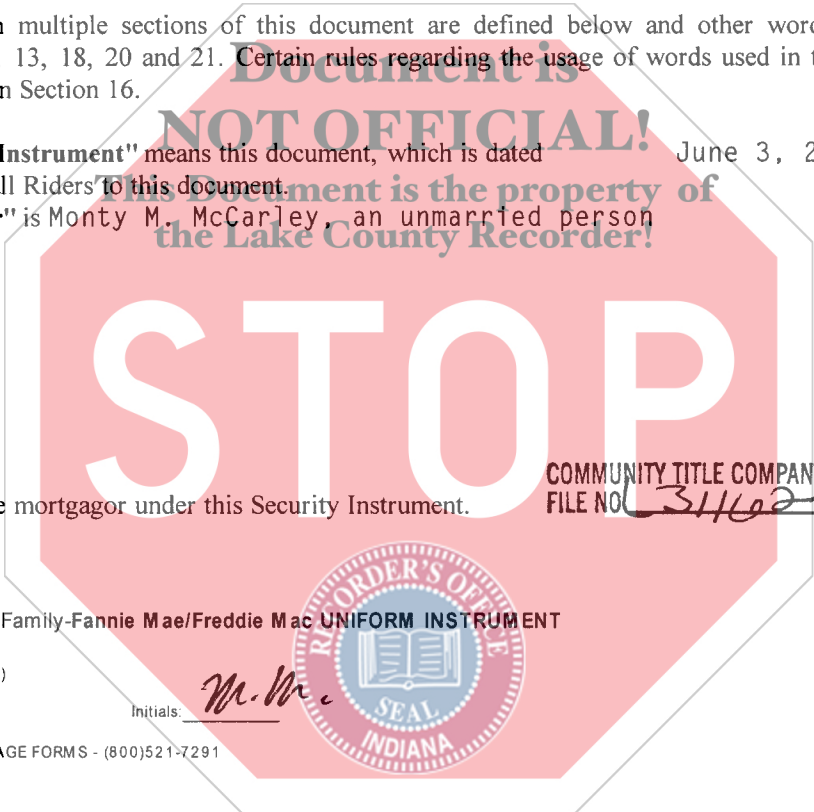 multiple sections of this document are defined below and other word
13, 18, 20 and 21. Certain rules regarding the usage of words used in t
n Section 16.
Document is
NOT OFFICIAL!
This Document is the property of
the Lake County Recorder!
Instrument" means this document, which is dated June 3, 2
ll Riders to this document.
" is Monty M. McCarley, an unmarried person
STOP
COMMUNITY TITLE COMPAN
e mortgagor under this Security Instrument.
FILE NO 31162
RECORDER'S OFFICE
SEAL
INDIANA
Family-Fannie Mae/Freddie Mac UNIFORM INSTRUMENT
)
Initials: M.M.
AGE FORMS - (800)521-7291